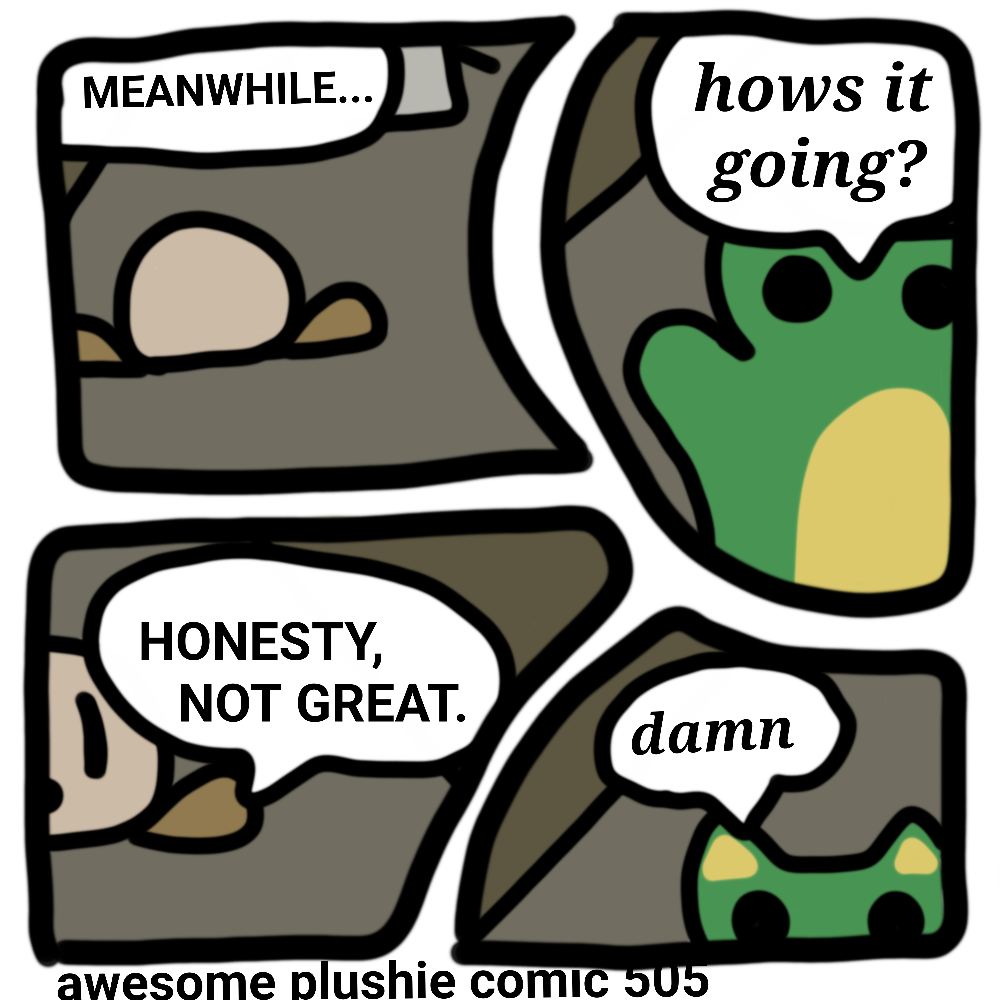 MEANWHILE...
hows it
going?
HONESTY,
NOT GREAT.
damn
awesome plushie comic 505